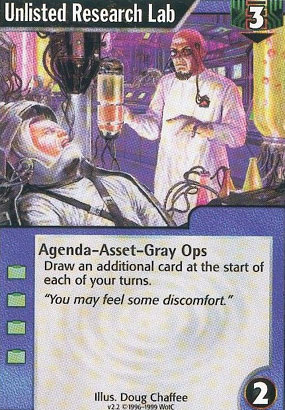 Unlisted Research Lab
3
Agenda-Asset-Gray Ops
Draw an additional card at the start of
each of your turns.
"You may feel some discomfort."
Illus. Doug Chaffee
v2.2 ©1996-1999 WotC
2